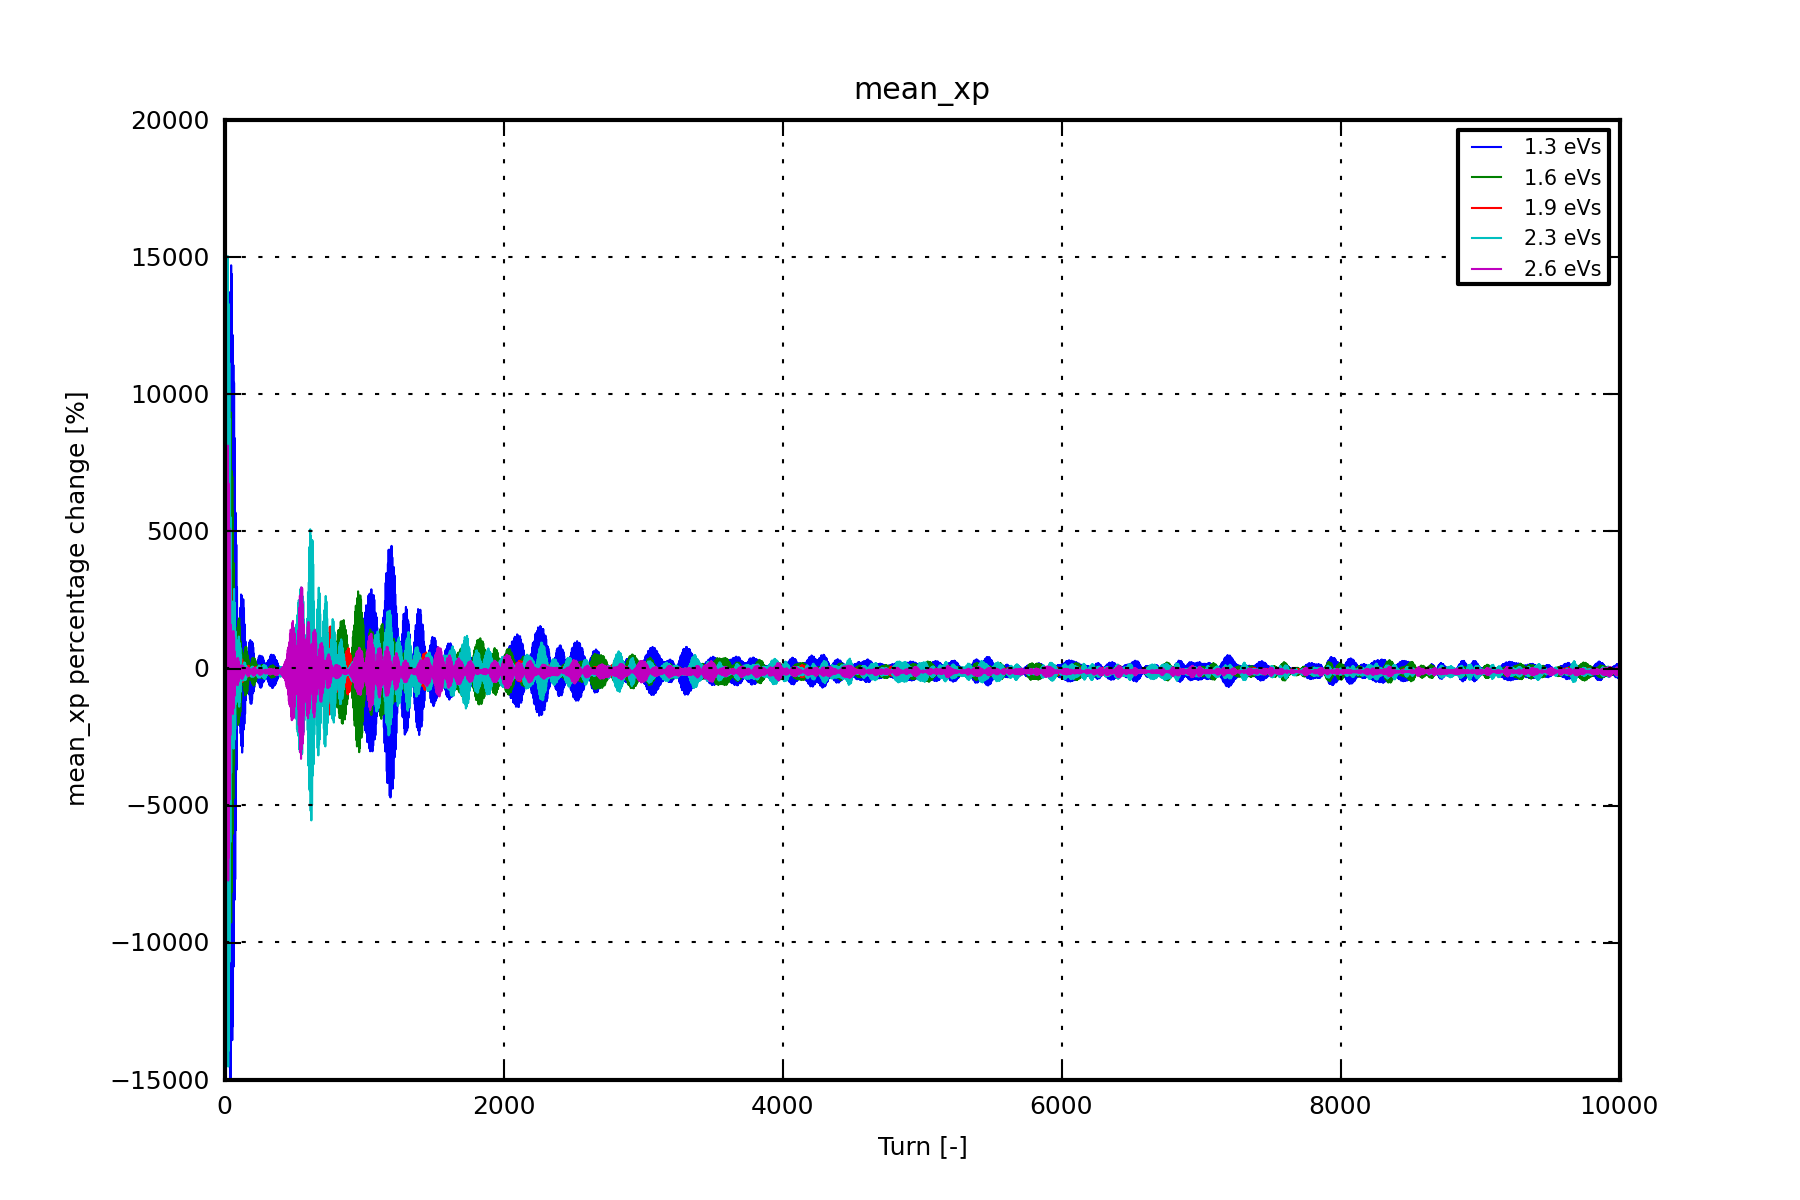 mean_xp
20000
15000
10000
5000
0
−5000
−10000
−15000
mean_xp percentage change [%]
1.3 eVs
1.6 eVs
1.9 eVs
2.3 eVs
2.6 eVs
0 2000 4000 6000 8000 10000
Turn [-]